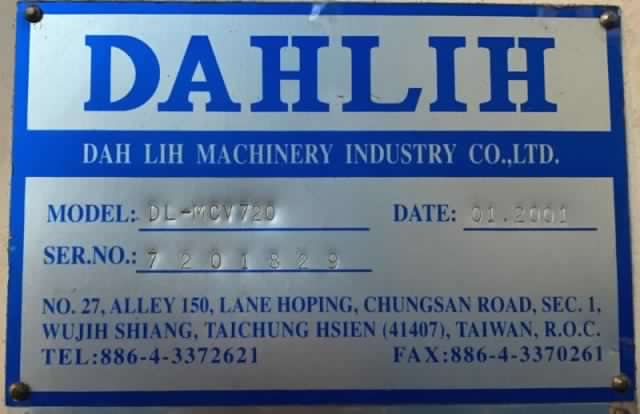 DAHLIH
DAH LIH MACHINERY INDUSTRY CO.,LTD.
MODEL: DL-MCV720 DATE: 01.2001
SER.NO.: 7201829
NO. 27, ALLEY 150, LANE HOPING, CHUNGSAN ROAD, SEC. 1,
WUJIH SHIANG, TAICHUNG HSIEN (41407), TAIWAN, R.O.C.
TEL:886-4-3372621 FAX:886-4-3370261